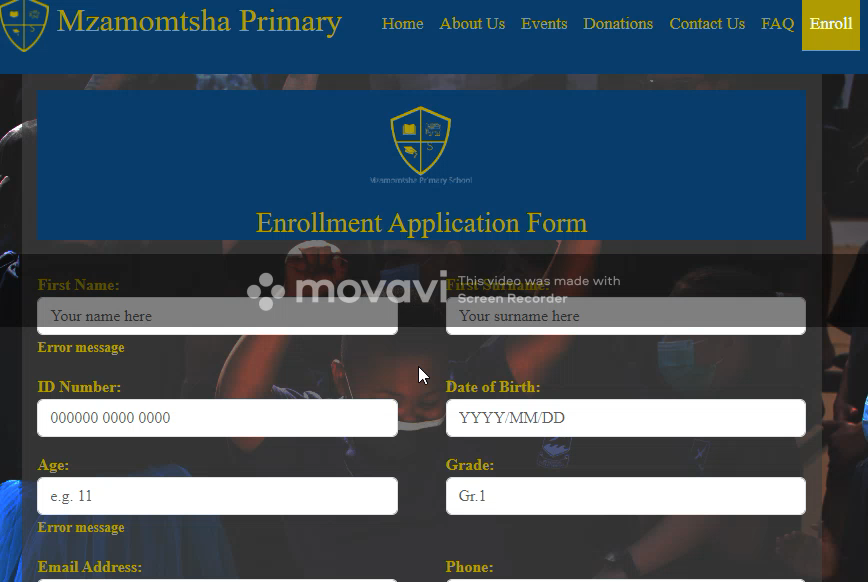 Mzamomtsha Primary
Home About Us Events Donations Contact Us FAQ Enroll
S
Mzamomtsha Primary School
Enrollment Application Form
First Name: First Surname:
movavi This video was made with
Screen Recorder
Your name here Your surname here
Error message
ID Number: Date of Birth:
000000 0000 0000 YYYY/MM/DD
Age: Grade:
e.g. 11 Gr.1
Error message
Email Address: Phone: